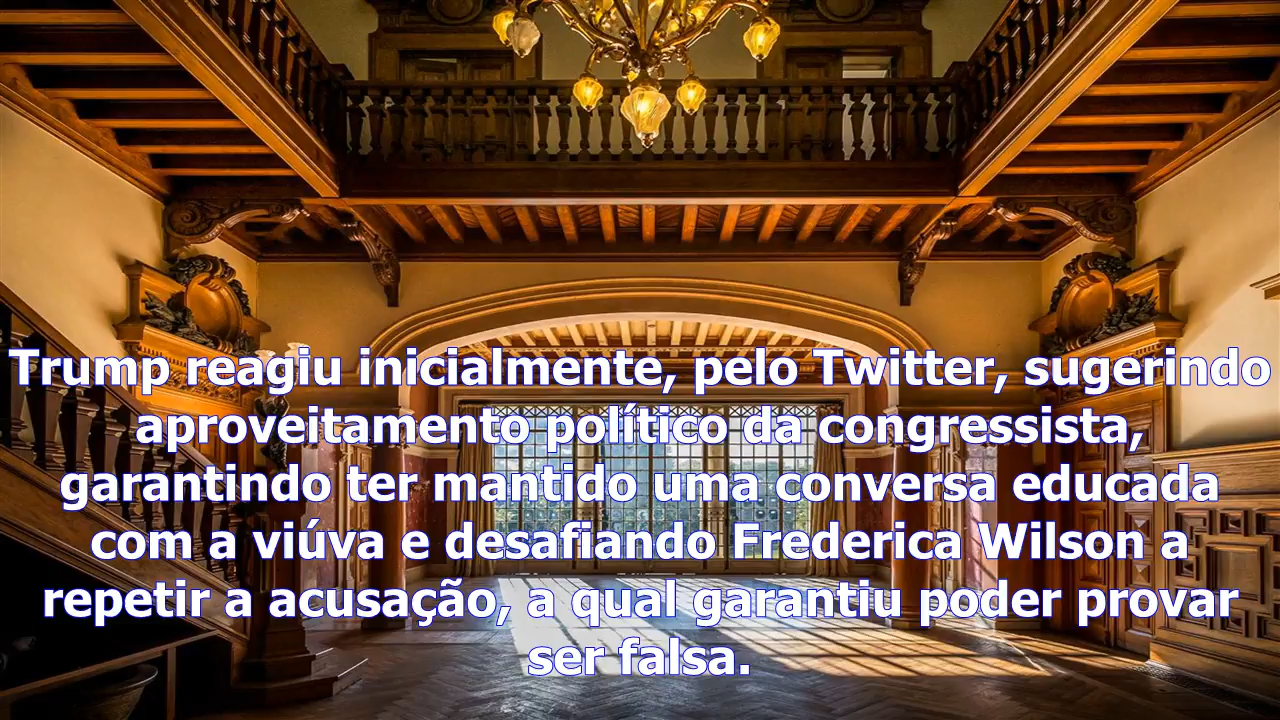 Trump reagiu inicialmente, pelo Twitter, sugerindo
aproveitamento político da congressista,
garantindo ter mantido uma conversa educada
com a viúva e desafiando Frederica Wilson a
repetir a acusação, a qual garantiu poder provar
ser falsa.